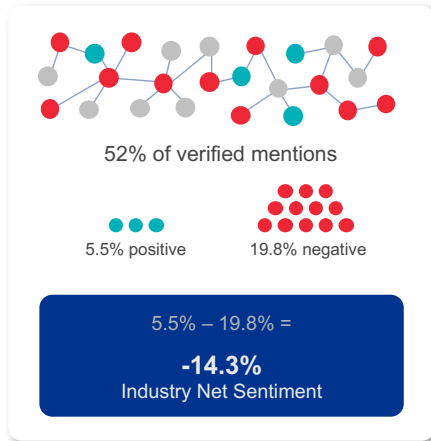 52% of verified mentions
5.5% positive
19.8% negative
5.5% – 19.8% =
-14.3%
Industry Net Sentiment